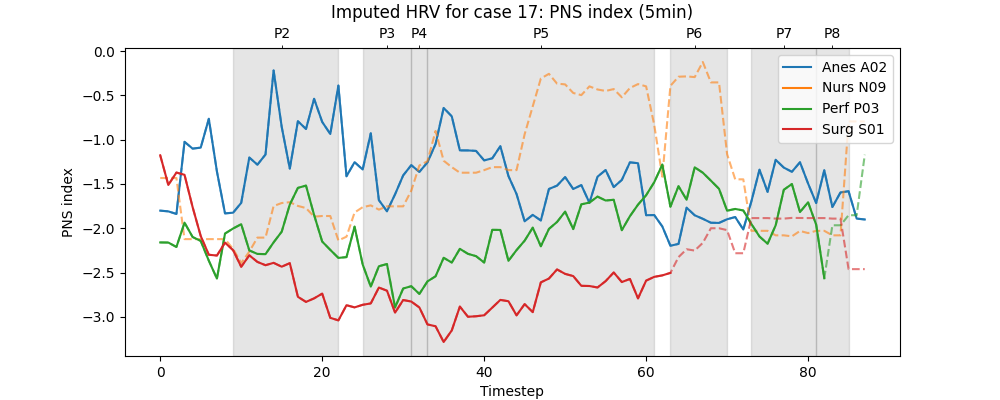 Imputed HRV for case 17: PNS index (5min)
P2 P3 P4 P5 P6 P7 P8
0.0
−0.5
−1.0
−1.5
−2.0
−2.5
−3.0
PNS index
Anes A02
Nurs N09
Perf P03
Surg S01
0 20 40 60 80
Timestep